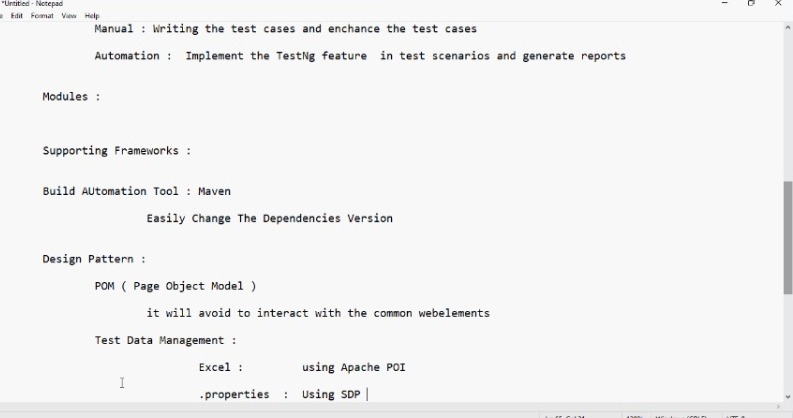 *Untitled - Notepad
Edit Format View Help
Manual : Writing the test cases and enchance the test cases
Automation : Implement the TestNg feature in test scenarios and generate reports
Modules :
Supporting Frameworks :
Build AUtomation Tool : Maven
Easily Change The Dependencies Version
Design Pattern :
POM ( Page Object Model )
it will avoid to interact with the common webelements
Test Data Management :
Excel : using Apache POI
.properties : Using SDP